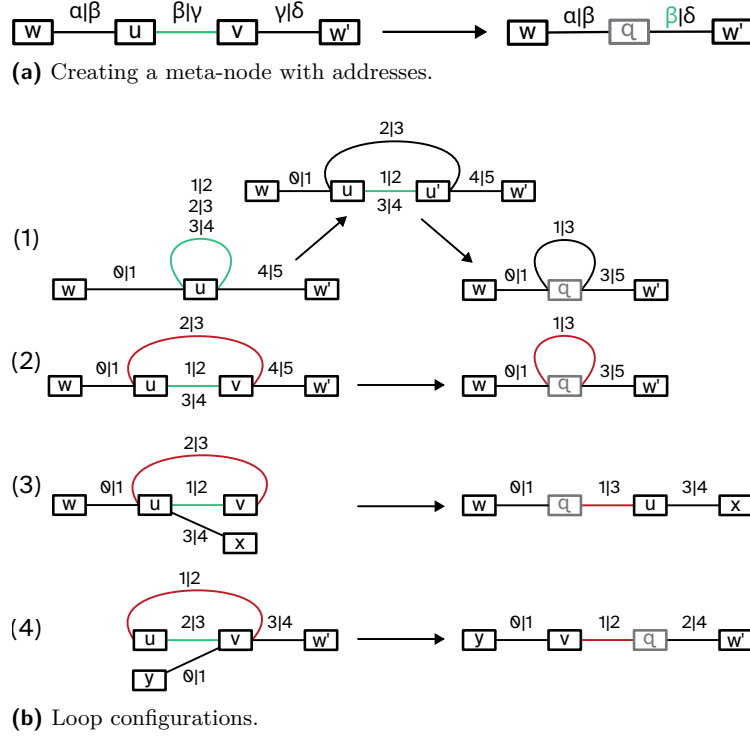 α|β β|γ γ|δ α|β β|δ
w u v w' w q w'
(a) Creating a meta-node with addresses.
2|3
1|2
2|3
3|4
w 0|1 u 1|2 u' 4|5 w'
3|4
(1)
1|3
0|1 4|5 0|1 3|5
w u w' w q w'
2|3 1|3
(2)
0|1 1|2 4|5 0|1 3|5
w u v w' w q w'
3|4
2|3
(3)
0|1 1|2 0|1 1|3 3|4
w u v w q u x
3|4 x
1|2
(4)
2|3 3|4 0|1 1|2 2|4
u v w' y v q w'
y 0|1
(b) Loop configurations.